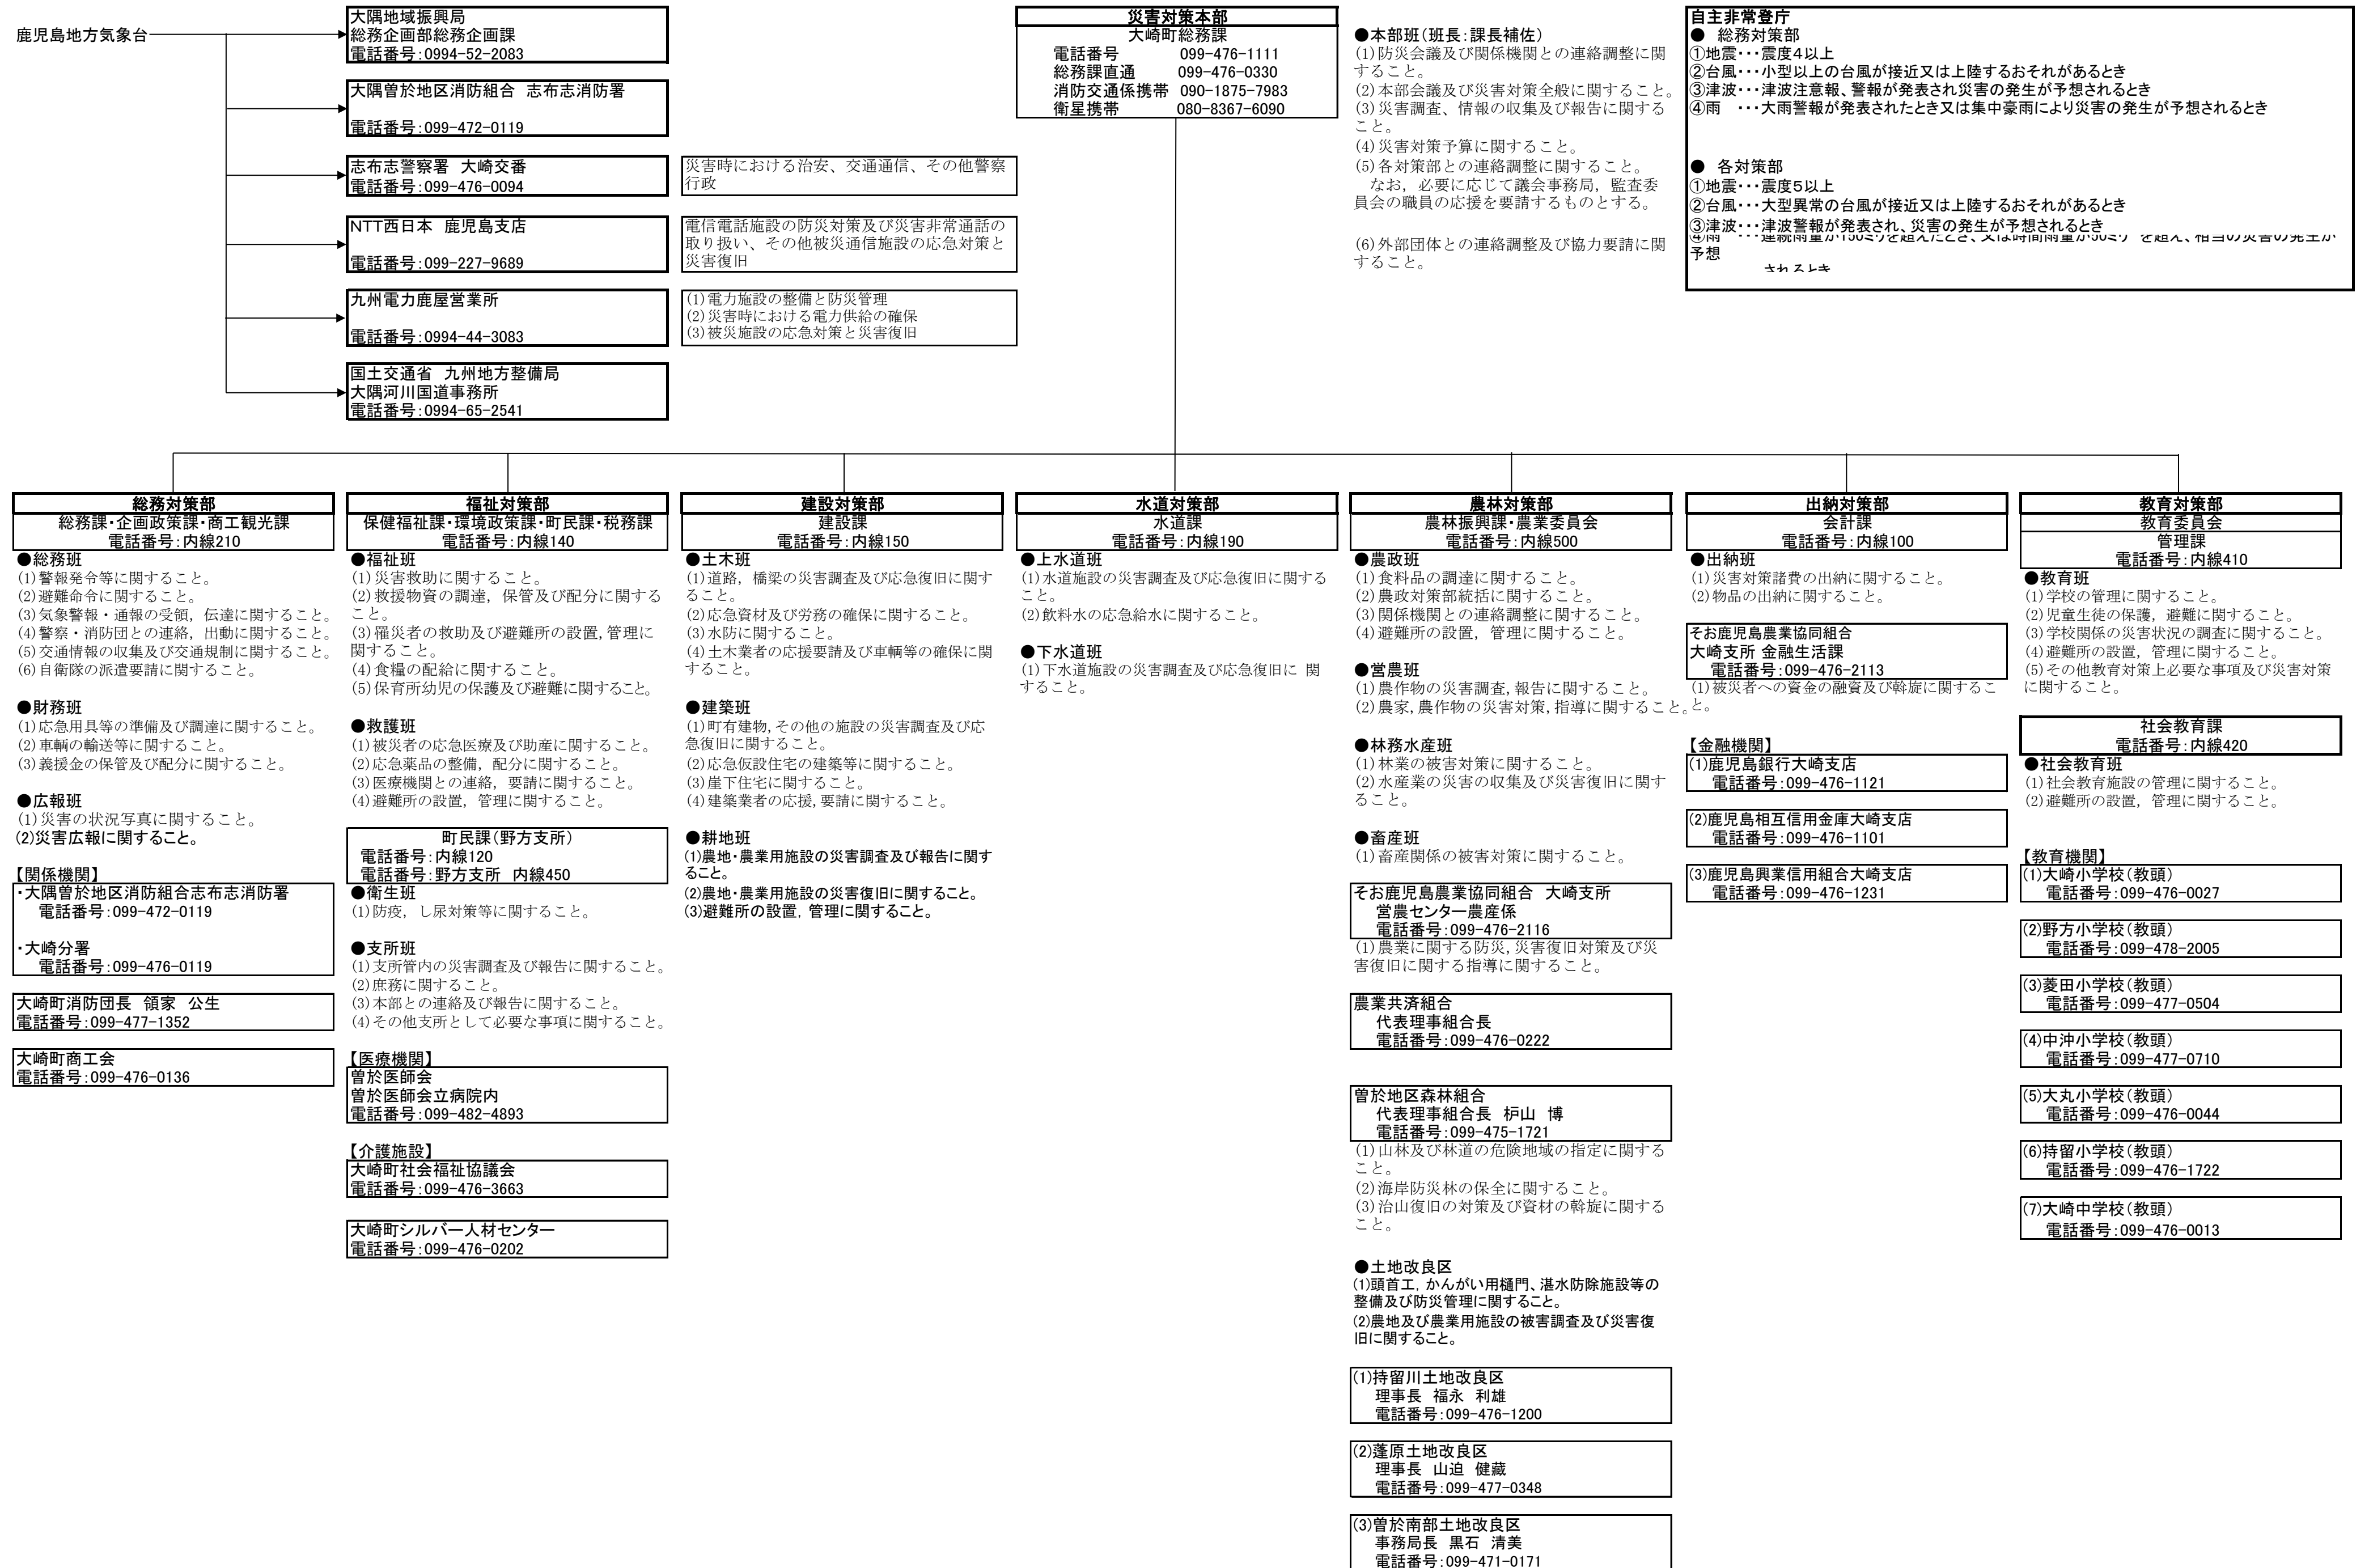 鹿児島地方気象台
大隅地域振興局
総務企画部総務企画課
電話番号:0994-52-2083
大隅曽於地区消防組合 志布志消防署
電話番号:099-472-0119
志布志警察署 大崎交番
電話番号:099-476-0094
災害時における治安、交通通信、その他警察
行政
NTT西日本 鹿児島支店
電話番号:099-227-9689
電信電話施設の防災対策及び災害非常通話の
取り扱い、その他被災通信施設の応急対策と
災害復旧
九州電力鹿屋営業所
電話番号:0994-44-3083
(1)電力施設の整備と防災管理
(2)災害時における電力供給の確保
(3)被災施設の応急対策と災害復旧
国土交通省 九州地方整備局
大隅河川国道事務所
電話番号:0994-65-2541
災害対策本部
大崎町総務課
電話番号 099-476-1111
総務課直通 099-476-0330
消防交通係携帯 090-1875-7983
衛星携帯 080-8367-6090
●本部班(班長:課長補佐)
(1)防災会議及び関係機関との連絡調整に関
すること。
(2)本部会議及び災害対策全般に関すること。
(3)災害調査、情報の収集及び報告に関する
こと。
(4)災害対策予算に関すること。
(5)各対策部との連絡調整に関すること。
なお，必要に応じて議会事務局，監査委
員会の職員の応援を要請するものとする。
(6)外部団体との連絡調整及び協力要請に関
すること。
自主非常登庁
● 総務対策部
①地震・・・震度4以上
②台風・・・小型以上の台風が接近又は上陸するおそれがあるとき
③津波・・・津波注意報、警報が発表され災害の発生が予想されるとき
④雨 ・・・大雨警報が発表されたとき又は集中豪雨により災害の発生が予想されるとき
● 各対策部
①地震・・・震度5以上
②台風・・・大型異常の台風が接近又は上陸するおそれがあるとき
③津波・・・津波警報が発表され、災害の発生が予想されるとき
④雨 ・・・連続雨量が150ミリを超えたとき、又は時間雨量が50ミリ を超え、相当の災害の発生が
予想
されるとき
総務対策部
総務課・企画政策課・商工観光課
電話番号:内線210
●総務班
(1)警報発令等に関すること。
(2)避難命令に関すること。
(3)気象警報・通報の受領，伝達に関すること。
(4)警察・消防団との連絡，出動に関すること。
(5)交通情報の収集及び交通規制に関すること。
(6)自衛隊の派遣要請に関すること。
●財務班
(1)応急用具等の準備及び調達に関すること。
(2)車輌の輸送等に関すること。
(3)義援金の保管及び配分に関すること。
●広報班
(1)災害の状況写真に関すること。
(2)災害広報に関すること。
【関係機関】
・大隅曽於地区消防組合志布志消防署
電話番号:099-472-0119
・大崎分署
電話番号:099-476-0119
大崎町消防団長 領家 公生
電話番号:099-477-1352
大崎町商工会
電話番号:099-476-0136
福祉対策部
保健福祉課・環境政策課・町民課・税務課
電話番号:内線140
●福祉班
(1)災害救助に関すること。
(2)救援物資の調達，保管及び配分に関する
こと。
(3)罹災者の救助及び避難所の設置，管理に
関すること。
(4)食糧の配給に関すること。
(5)保育所幼児の保護及び避難に関すること。
●救護班
(1)被災者の応急医療及び助産に関すること。
(2)応急薬品の整備，配分に関すること。
(3)医療機関との連絡，要請に関すること。
(4)避難所の設置，管理に関すること。
町民課(野方支所)
電話番号:内線120
電話番号:野方支所 内線450
●衛生班
(1)防疫，し尿対策等に関すること。
●支所班
(1)支所管内の災害調査及び報告に関すること。
(2)庶務に関すること。
(3)本部との連絡及び報告に関すること。
(4)その他支所として必要な事項に関すること。
【医療機関】
曽於医師会
曽於医師会立病院内
電話番号:099-482-4893
【介護施設】
大崎町社会福祉協議会
電話番号:099-476-3663
大崎町シルバー人材センター
電話番号:099-476-0202
建設対策部
建設課
電話番号:内線150
●土木班
(1)道路，橋梁の災害調査及び応急復旧に関す
ること。
(2)応急資材及び労務の確保に関すること。
(3)水防に関すること。
(4)土木業者の応援要請及び車輌等の確保に関
すること。
●建築班
(1)町有建物，その他の施設の災害調査及び応
急復旧に関すること。
(2)応急仮設住宅の建築等に関すること。
(3)崖下住宅に関すること。
(4)建築業者の応援，要請に関すること。
●耕地班
(1)農地・農業用施設の災害調査及び報告に関す
ること。
(2)農地・農業用施設の災害復旧に関すること。
(3)避難所の設置，管理に関すること。
水道対策部
水道課
電話番号:内線190
●上水道班
(1)水道施設の災害調査及び応急復旧に関する
こと。
(2)飲料水の応急給水に関すること。
●下水道班
(1)下水道施設の災害調査及び応急復旧に 関
すること。
農林対策部
農林振興課・農業委員会
電話番号:内線500
●農政班
(1)食料品の調達に関すること。
(2)農政対策部統括に関すること。
(3)関係機関との連絡調整に関すること。
(4)避難所の設置，管理に関すること。
●営農班
(1)農作物の災害調査，報告に関すること。
(2)農家，農作物の災害対策，指導に関すること。
●林務水産班
(1)林業の被害対策に関すること。
(2)水産業の災害の収集及び災害復旧に関す
ること。
●畜産班
(1)畜産関係の被害対策に関すること。
そお鹿児島農業協同組合 大崎支所
営農センター農産係
電話番号:099-476-2116
(1)農業に関する防災，災害復旧対策及び災
害復旧に関する指導に関すること。
農業共済組合
代表理事組合長
電話番号:099-476-0222
曽於地区森林組合
代表理事組合長 枦山 博
電話番号:099-475-1721
(1)山林及び林道の危険地域の指定に関する
こと。
(2)海岸防災林の保全に関すること。
(3)治山復旧の対策及び資材の斡旋に関する
こと。
●土地改良区
(1)頭首工，かんがい用樋門、湛水防除施設等の
整備及び防災管理に関すること。
(2)農地及び農業用施設の被害調査及び災害復
旧に関すること。
(1)持留川土地改良区
理事長 福永 利雄
電話番号:099-476-1200
(2)蓬原土地改良区
理事長 山迫 健藏
電話番号:099-477-0348
(3)曽於南部土地改良区
事務局長 黒石 清美
電話番号:099-471-0171
出納対策部
会計課
電話番号:内線100
●出納班
(1)災害対策諸費の出納に関すること。
(2)物品の出納に関すること。
そお鹿児島農業協同組合
大崎支所 金融生活課
電話番号:099-476-2113
(1)被災者への資金の融資及び斡旋に関するこ
と。
【金融機関】
(1)鹿児島銀行大崎支店
電話番号:099-476-1121
(2)鹿児島相互信用金庫大崎支店
電話番号:099-476-1101
(3)鹿児島興業信用組合大崎支店
電話番号:099-476-1231
教育対策部
教育委員会
管理課
電話番号:内線410
●教育班
(1)学校の管理に関すること。
(2)児童生徒の保護，避難に関すること。
(3)学校関係の災害状況の調査に関すること。
(4)避難所の設置，管理に関すること。
(5)その他教育対策上必要な事項及び災害対策
に関すること。
社会教育課
電話番号:内線420
●社会教育班
(1)社会教育施設の管理に関すること。
(2)避難所の設置，管理に関すること。
【教育機関】
(1)大崎小学校(教頭)
電話番号:099-476-0027
(2)野方小学校(教頭)
電話番号:099-478-2005
(3)菱田小学校(教頭)
電話番号:099-477-0504
(4)中沖小学校(教頭)
電話番号:099-477-0710
(5)大丸小学校(教頭)
電話番号:099-476-0044
(6)持留小学校(教頭)
電話番号:099-476-1722
(7)大崎中学校(教頭)
電話番号:099-476-0013